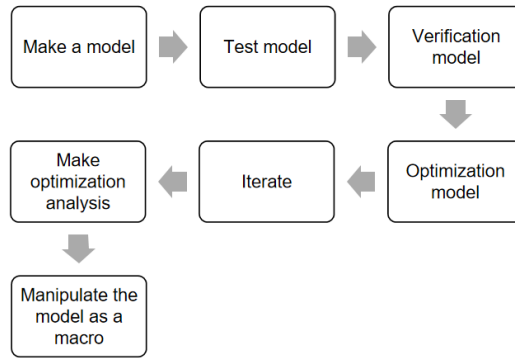 Make a model
Test model
Verification
model
Optimization
model
Iterate
Make
optimization
analysis
Manipulate the
model as a
macro